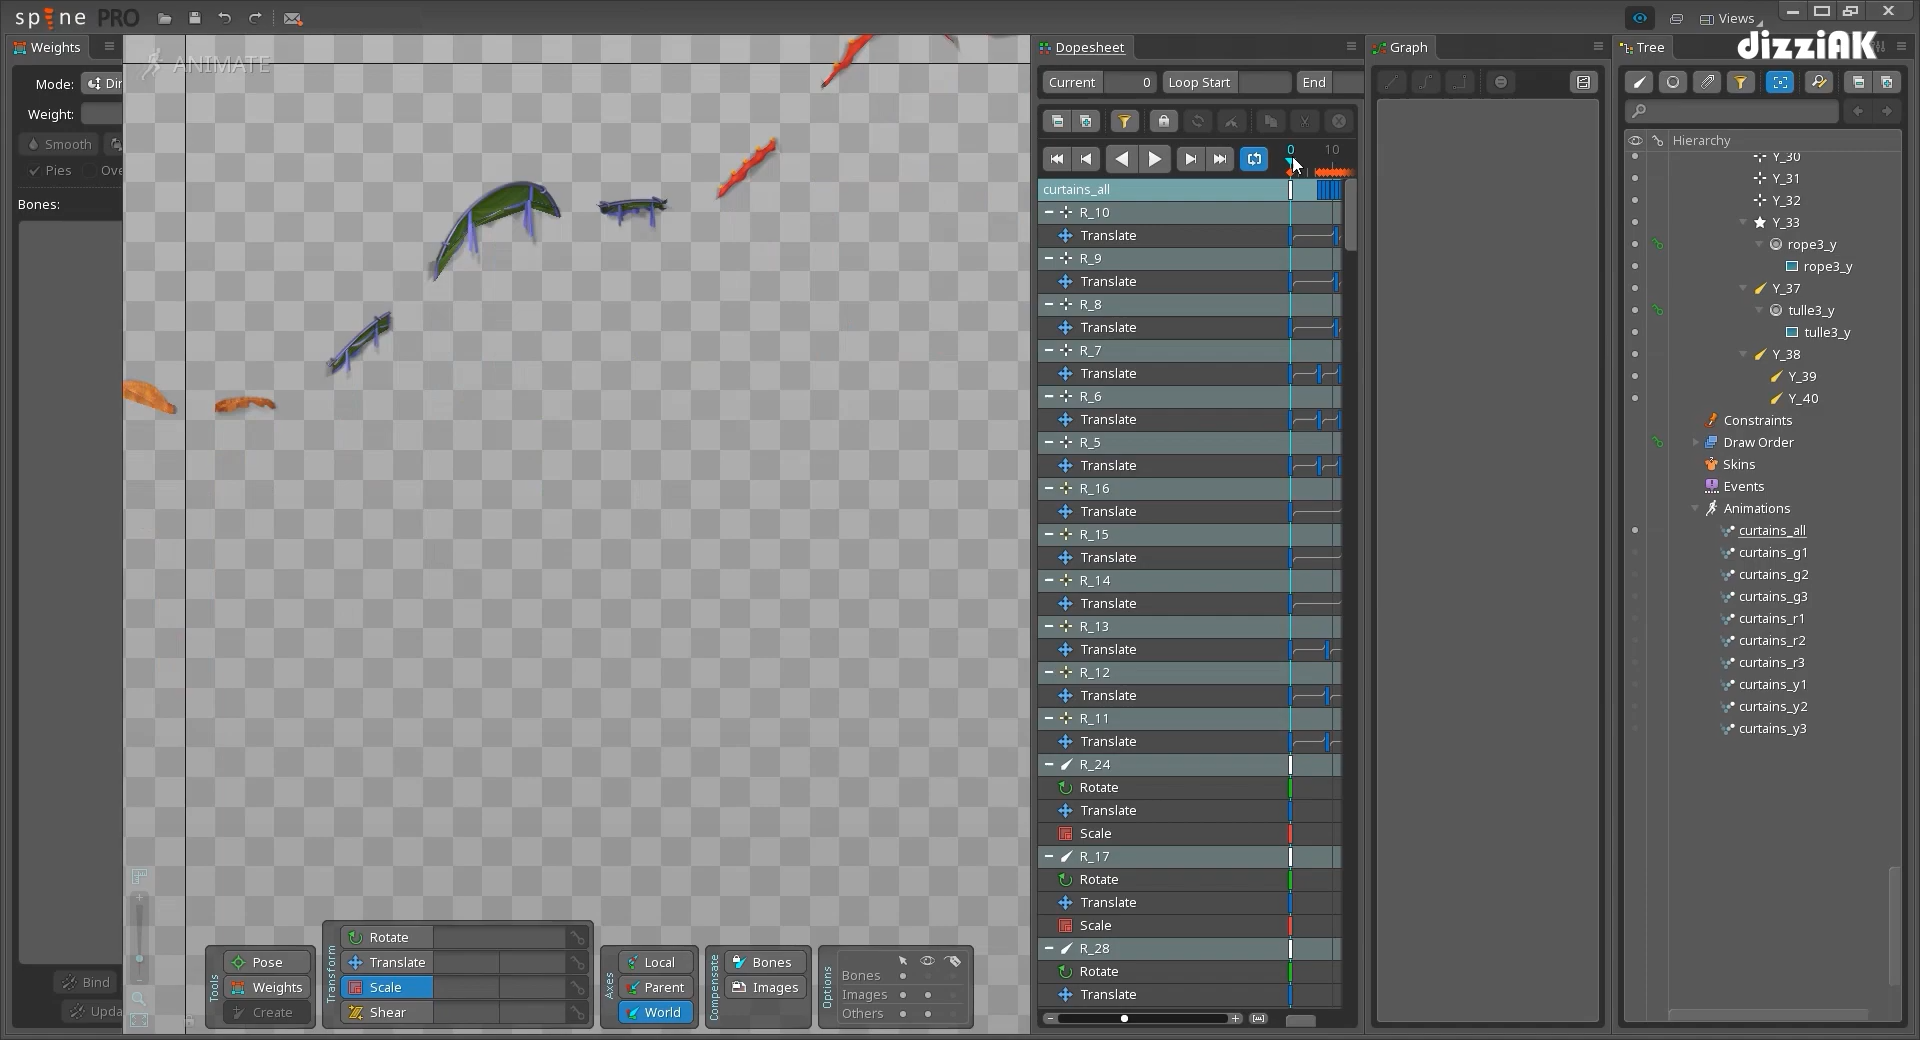 spine PRO
Views
Weights
ANIMATE
Dopesheet
Graph
dizziAK
Tree
Mode:
Dir
Weight:
Smooth
Pies
Ove
Bones:
Bind
Upda
Current 0 Loop Start End
0 10
curtains_all
R_10
Translate
R_9
Translate
R_8
Translate
R_7
Translate
R_6
Translate
R_5
Translate
R_16
Translate
R_15
Translate
R_14
Translate
R_13
Translate
R_12
Translate
R_11
Translate
R_24
Rotate
Translate
Scale
R_17
Rotate
Translate
Scale
R_28
Rotate
Translate
Hierarchy
Y_30
Y_31
Y_32
Y_33
rope3_y
rope3_y
Y_37
tulle3_y
tulle3_y
Y_38
Y_39
Y_40
Constraints
Draw Order
Skins
Events
Animations
curtains_all
curtains_g1
curtains_g2
curtains_g3
curtains_r1
curtains_r2
curtains_r3
curtains_y1
curtains_y2
curtains_y3
Tools
Pose
Weights
Create
Transform
Rotate
Translate
Scale
Shear
Axes
Local
Parent
World
Compensate
Bones
Images
Options
Bones
Images
Others